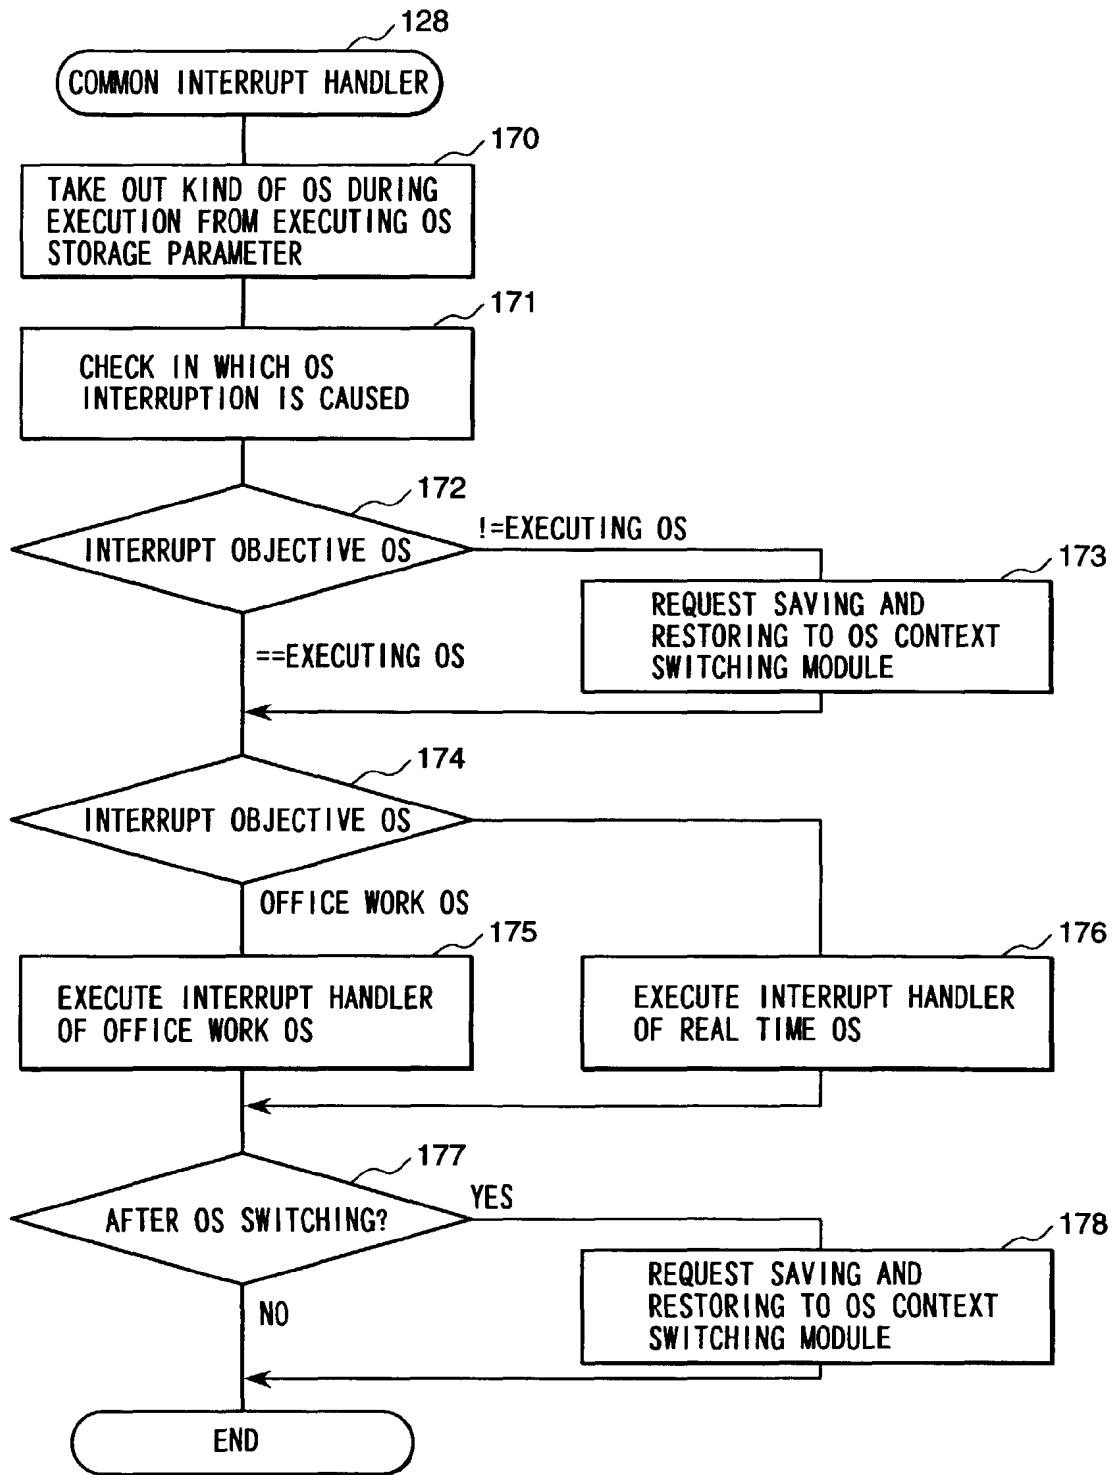 128
COMMON INTERRUPT HANDLER
170
TAKE OUT KIND OF OS DURING
EXECUTION FROM EXECUTING OS
STORAGE PARAMETER
171
CHECK IN WHICH OS
INTERRUPTION IS CAUSED
172
INTERRUPT OBJECTIVE OS
!=EXECUTING OS
==EXECUTING OS
173
REQUEST SAVING AND
RESTORING TO OS CONTEXT
SWITCHING MODULE
174
INTERRUPT OBJECTIVE OS
OFFICE WORK OS
175
EXECUTE INTERRUPT HANDLER
OF OFFICE WORK OS
176
EXECUTE INTERRUPT HANDLER
OF REAL TIME OS
177
AFTER OS SWITCHING?
YES
NO
178
REQUEST SAVING AND
RESTORING TO OS CONTEXT
SWITCHING MODULE
END